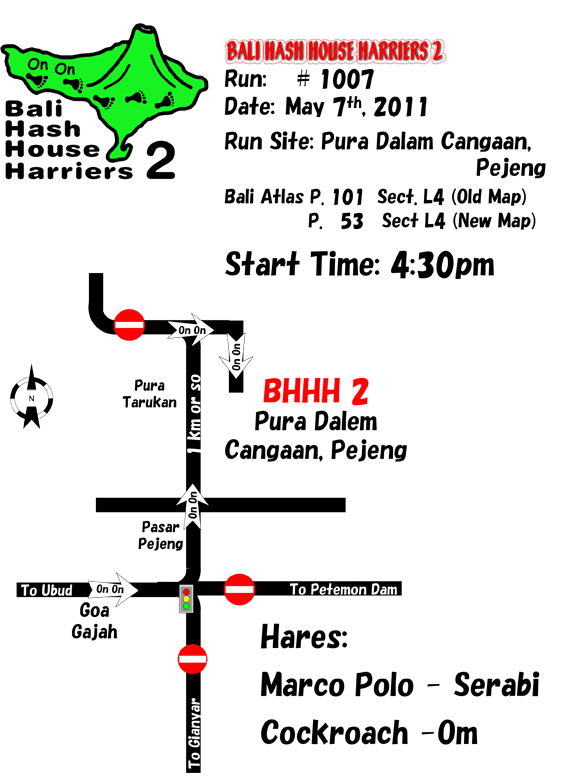 On On
Bali
Hash
House
Harriers 2
BALI HASH HOUSE HARRIERS 2
Run: # 1007
Date: May 7th, 2011
Run Site: Pura Dalam Cangaan,
Pejeng
Bali Atlas P. 101 Sect. L4 (Old Map)
P. 53 Sect L4 (New Map)
Start Time: 4:30pm
On On
On On
Pura
Tarukan
1 km or so
N
BHHH 2
Pura Dalem
Cangaan, Pejeng
On On
Pasar
Pejeng
To Ubud
On On
To Petemon Dam
Goa
Gajah
To Gianyar
Hares:
Marco Polo - Serabi
Cockroach -Om